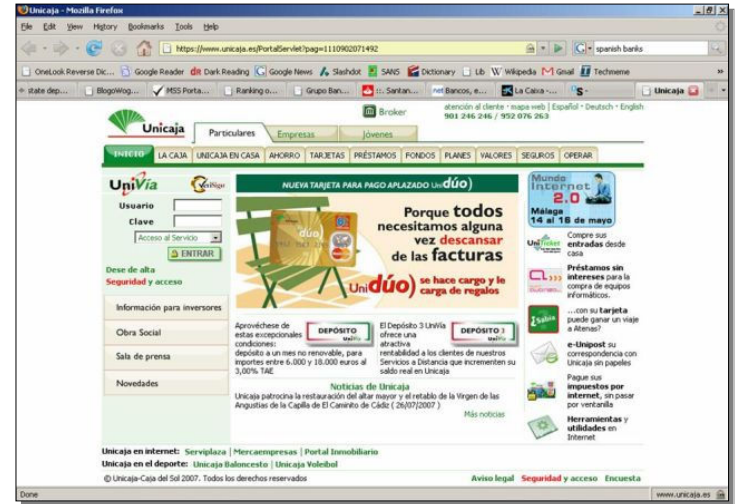 Unicaja - Mozilla Firefox
File Edit View History Bookmarks Tools Help
https://www.unicaja.es/PortalServlet?pag=1110902071492
spanish banks
OneLook Reverse Dic... Google Reader dR Dark Reading Google News Slashdot SANS Dictionary Lib W Wikipedia Gmail Techmeme
state dep... BlogoWog... MSS Porta... Ranking o... Grupo Ban... ::. Santan... net Bancos, e... La Caixa -... Unicaja
Broker
atención al cliente · mapa web | Español · Deutsch · English
901 246 246 / 952 076 263
Unicaja
Particulares Empresas Jóvenes
INICIO LA CAJA UNICAJA EN CASA AHORRO TARJETAS PRÉSTAMOS FONDOS PLANES VALORES SEGUROS OPERAR
UniVía VeriSign
Usuario
Clave
Acceso al Servicio
ENTRAR
Dese de alta
Seguridad y acceso
Información para inversores
Obra Social
Sala de prensa
Novedades
NUEVA TARJETA PARA PAGO APLAZADO Uni dúo)
dúo
Porque todos
necesitamos alguna
vez descansar
de las facturas
Uni dúo) se hace cargo y le
carga de regalos
Aprovéchese de
estas excepcionales
condiciones:
depósito a un mes no renovable, para
importes entre 6.000 y 18.000 euros al
3,00% TAE
DEPÓSITO
UniVía
El Depósito 3 UniVía
ofrece una
atractiva
rentabilidad a los clientes de nuestros
Servicios a Distancia que incrementen su
saldo real en Unicaja
DEPÓSITO 3
UniVía
Noticias de Unicaja
Unicaja patrocina la restauración del altar mayor y el retablo de la Virgen de las
Angustias de la Capilla de El Caminito de Cádiz ( 26/07/2007 )
Más noticias
Mundo
Internet
2.0
Málaga
14 al 16 de mayo
UniTicket
Compre sus
entradas desde
casa
Préstamos sin
intereses para la
compra de equipos
informáticos.
...con su tarjeta
puede ganar un viaje
a Atenas?
e-Unipost su
correspondencia con
Unicaja sin papeles
Pague sus
impuestos por
internet, sin pasar
por ventanilla
Herramientas y
utilidades en
Internet
Unicaja en internet: Serviplaza | Mercaempresas | Portal Inmobiliario
Unicaja en el deporte: Unicaja Baloncesto | Unicaja Voleibol
© Unicaja-Caja del Sol 2007. Todos los derechos reservados
Aviso legal Seguridad y acceso Encuesta
Done
www.unicaja.es